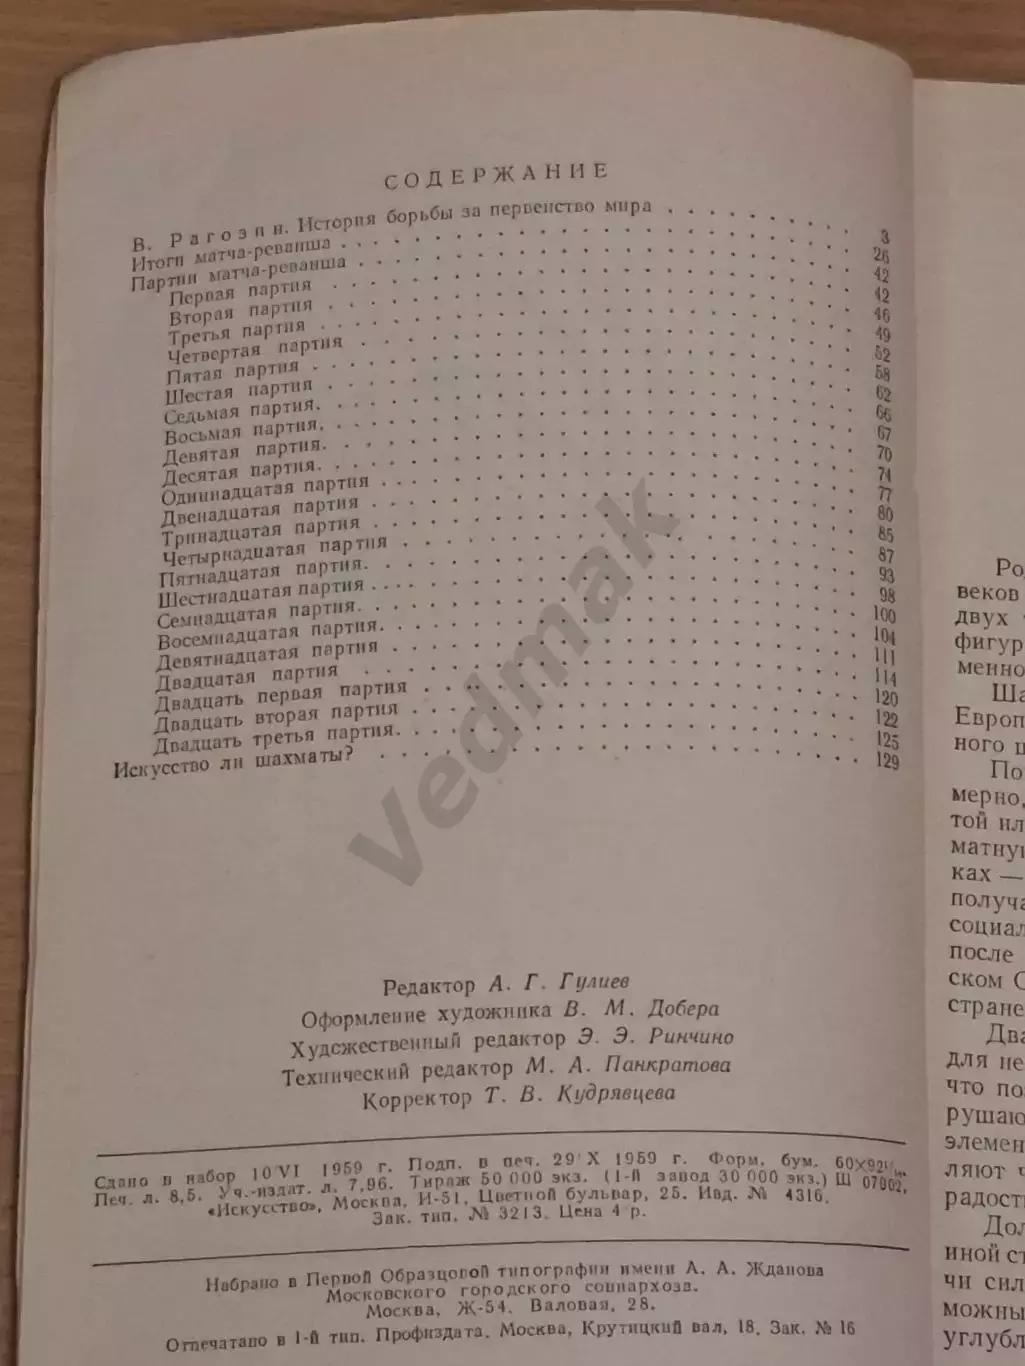 СОДЕРЖАНИЕ
В. Рагозин. История борьбы за первенство мира . . . . . . . . . 3
Итоги матча-реванша . . . . . . . . . . . . . . . . . . . . . . . . 26
Партии матча-реванша . . . . . . . . . . . . . . . . . . . . . . . 42
Первая партия . . . . . . . . . . . . . . . . . . . . . . . . 42
Вторая партия . . . . . . . . . . . . . . . . . . . . . . . . 46
Третья партия . . . . . . . . . . . . . . . . . . . . . . . . 49
Четвертая партия . . . . . . . . . . . . . . . . . . . . . . . 52
Пятая партия . . . . . . . . . . . . . . . . . . . . . . . . 58
Шестая партия . . . . . . . . . . . . . . . . . . . . . . . . 62
Седьмая партия. . . . . . . . . . . . . . . . . . . . . . . . 66
Восьмая партия. . . . . . . . . . . . . . . . . . . . . . . . 67
Девятая партия. . . . . . . . . . . . . . . . . . . . . . . . 70
Десятая партия. . . . . . . . . . . . . . . . . . . . . . . . 74
Одиннадцатая партия . . . . . . . . . . . . . . . . . . . . . 77
Двенадцатая партия . . . . . . . . . . . . . . . . . . . . . . 80
Тринадцатая партия . . . . . . . . . . . . . . . . . . . . . . 85
Четырнадцатая партия . . . . . . . . . . . . . . . . . . . . . 87
Пятнадцатая партия. . . . . . . . . . . . . . . . . . . . . . 93
Шестнадцатая партия . . . . . . . . . . . . . . . . . . . . . 98
Семнадцатая партия. . . . . . . . . . . . . . . . . . . . . . 100
Восемнадцатая партия. . . . . . . . . . . . . . . . . . . . . 104
Девятнадцатая партия . . . . . . . . . . . . . . . . . . . . . 111
Двадцатая партия . . . . . . . . . . . . . . . . . . . . . . . 114
Двадцать первая партия . . . . . . . . . . . . . . . . . . . . 120
Двадцать вторая партия . . . . . . . . . . . . . . . . . . . . 122
Двадцать третья партия. . . . . . . . . . . . . . . . . . . . 125
Искусство ли шахматы? . . . . . . . . . . . . . . . . . . . . . . 129
Vedmak
Редактор А. Г. Гулиев
Оформление художника В. М. Добера
Художественный редактор Э. Э. Ринчино
Технический редактор М. А. Панкратова
Корректор Т. В. Кудрявцева
Сдано в набор 10/VI 1959 г. Подп. в печ. 29/X 1959 г. Форм. бум. 60×92 1/16.
Печ. л. 8,5. Уч.-издат. л. 7,96. Тираж 50 000 экз. (1-й завод 30 000 экз.) Ш 07002,
«Искусство», Москва, И-51, Цветной бульвар, 25. Изд. № 4316.
Зак. тип. № 3213. Цена 4 р.
Набрано в Первой Образцовой типографии имени А. А. Жданова
Московского городского совнархоза.
Москва, Ж-54, Валовая, 28.
Отпечатано в 1-й тип. Профиздата. Москва, Крутицкий вал, 18. Зак. № 16
Ро
веков
двух
фигур
менно
Ша
Европ
ного ш
По
мерно,
той ил
матну
ках —
получа
социал
после
ском С
стране
Два
для не
что по
рушаю
элемен
ляют ч
радост
Дол
иной ст
чи сил
можны
углубл